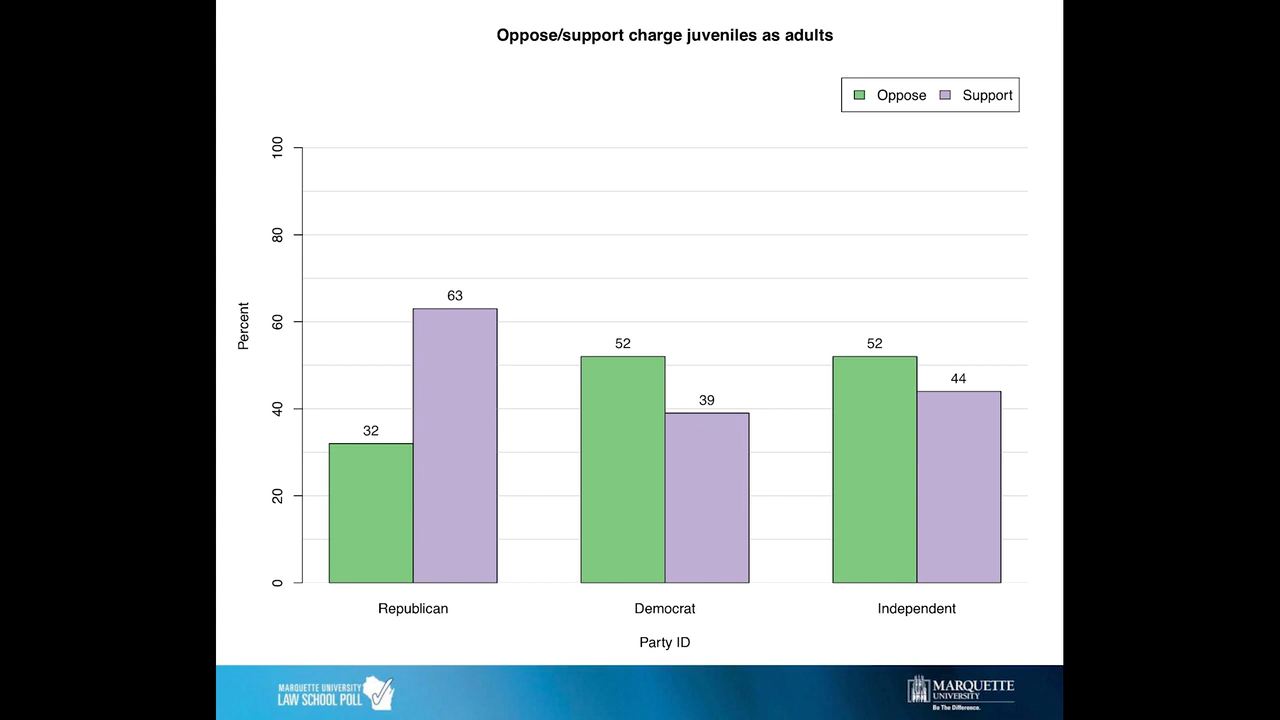 Oppose/support charge juveniles as adults
Oppose Support
100
80
60
40
20
0
Percent
32
63
52
39
52
44
Republican Democrat Independent
Party ID
MARQUETTE UNIVERSITY
LAW SCHOOL POLL
MARQUETTE
UNIVERSITY
Be The Difference.